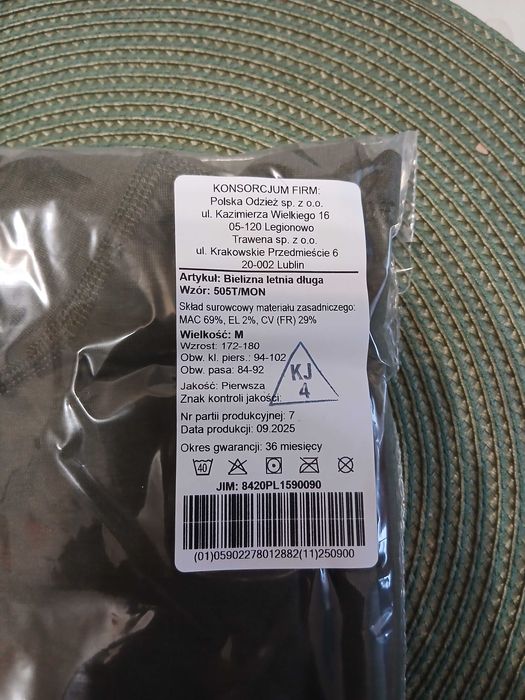 KONSORCJUM FIRM:
Polska Odzież sp. z o.o.
ul. Kazimierza Wielkiego 16
05-120 Legionowo
Trawena sp. z o.o.
ul. Krakowskie Przedmieście 6
20-002 Lublin
Artykuł: Bielizna letnia długa
Wzór: 505T/MON
Skład surowcowy materiału zasadniczego:
MAC 69%, EL 2%, CV (FR) 29%
Wielkość: M
Wzrost: 172-180
Obw. kl. piers.: 94-102
Obw. pasa: 84-92
Jakość: Pierwsza
Znak kontroli jakości:
KJ
4
Nr partii produkcyjnej: 7
Data produkcji: 09.2025
Okres gwarancji: 36 miesięcy
40
JIM: 8420PL1590090
(01)05902278012882(11)250900